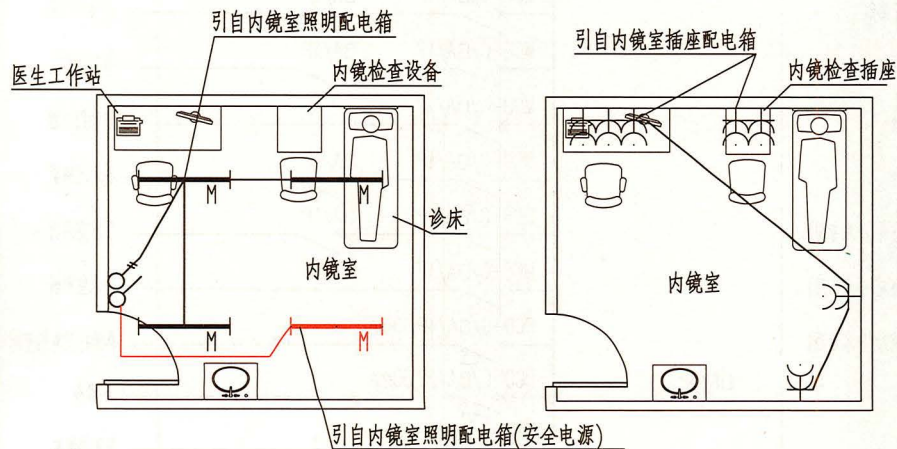 引自内镜室照明配电箱
引自内镜室插座配电箱
医生工作站
内镜检查设备
内镜检查插座
M
M
诊床
内镜室
内镜室
M
M
引自内镜室照明配电箱(安全电源)